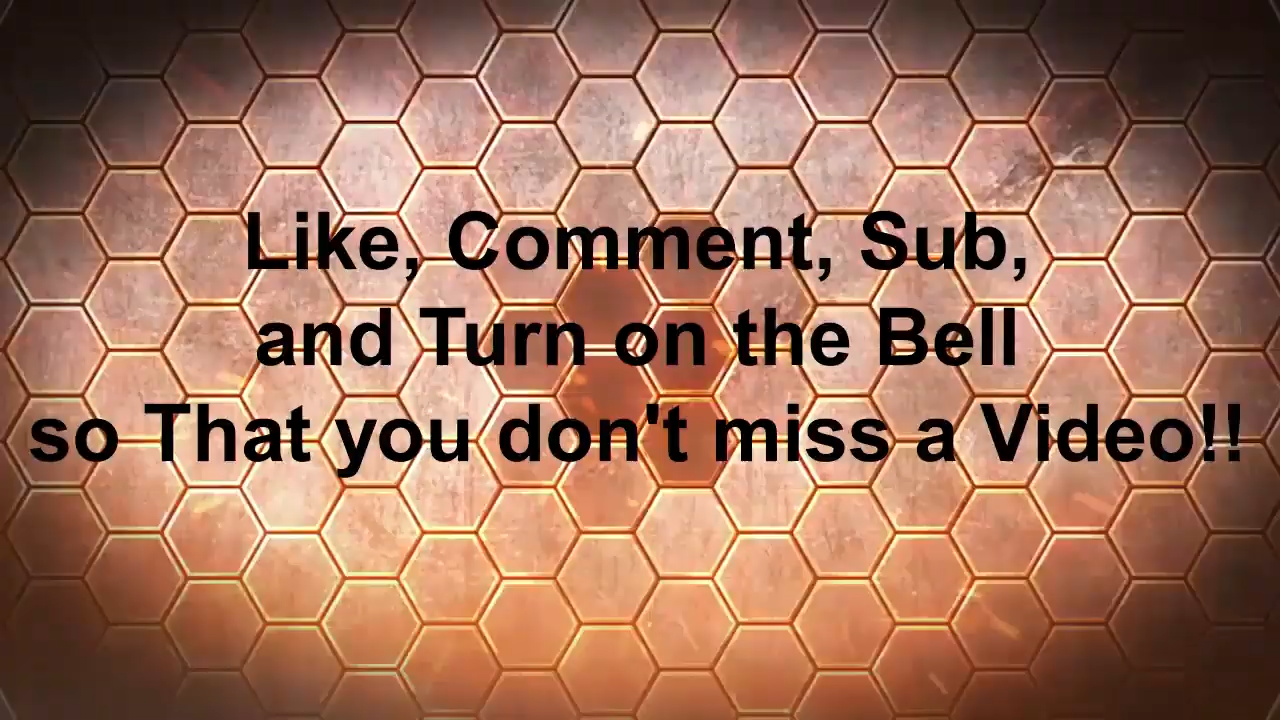 Like, Comment, Sub,
and Turn on the Bell
so That you don't miss a Video!!